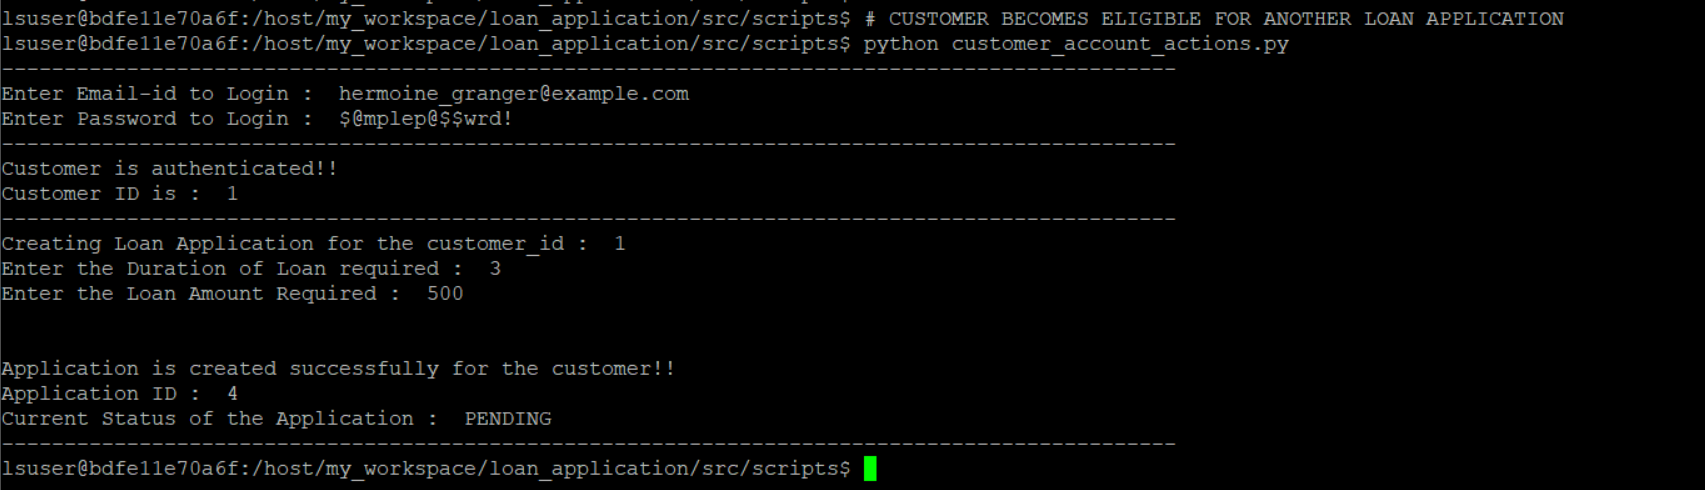 lsuser@bdfe11e70a6f:/host/my_workspace/loan_application/src/scripts$ # CUSTOMER BECOMES ELIGIBLE FOR ANOTHER LOAN APPLICATION
lsuser@bdfe11e70a6f:/host/my_workspace/loan_application/src/scripts$ python customer_account_actions.py
----------------------------------------------------------------------------------------------
Enter Email-id to Login :  hermoine_granger@example.com
Enter Password to Login :  $@mplep@$$wrd!
----------------------------------------------------------------------------------------------
Customer is authenticated!!
Customer ID is :  1
----------------------------------------------------------------------------------------------
Creating Loan Application for the customer_id :  1
Enter the Duration of Loan required :  3
Enter the Loan Amount Required :  500
Application is created successfully for the customer!!
Application ID :  4
Current Status of the Application :  PENDING
----------------------------------------------------------------------------------------------
lsuser@bdfe11e70a6f:/host/my_workspace/loan_application/src/scripts$